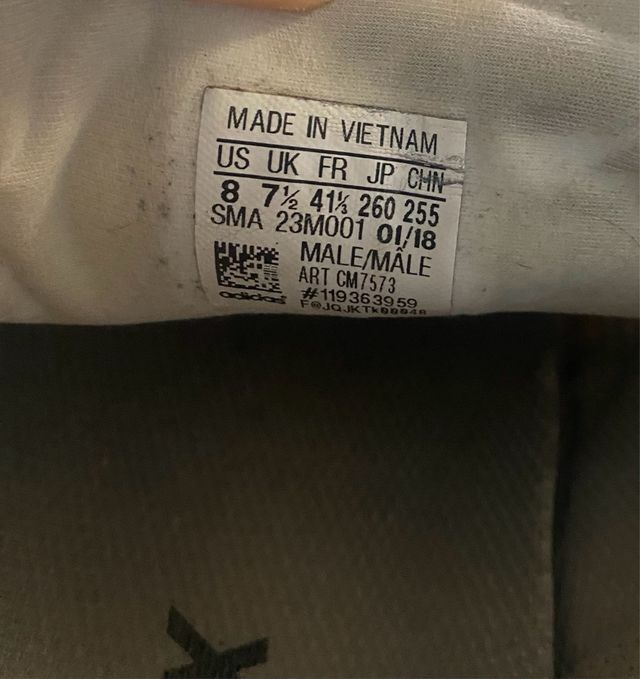 MADE IN VIETNAM
US UK FR JP CHN
8 7½ 41⅓ 260 255
SMA 23M001 01/18
MALE/MÂLE
ART CM7573
adidas
#119363959